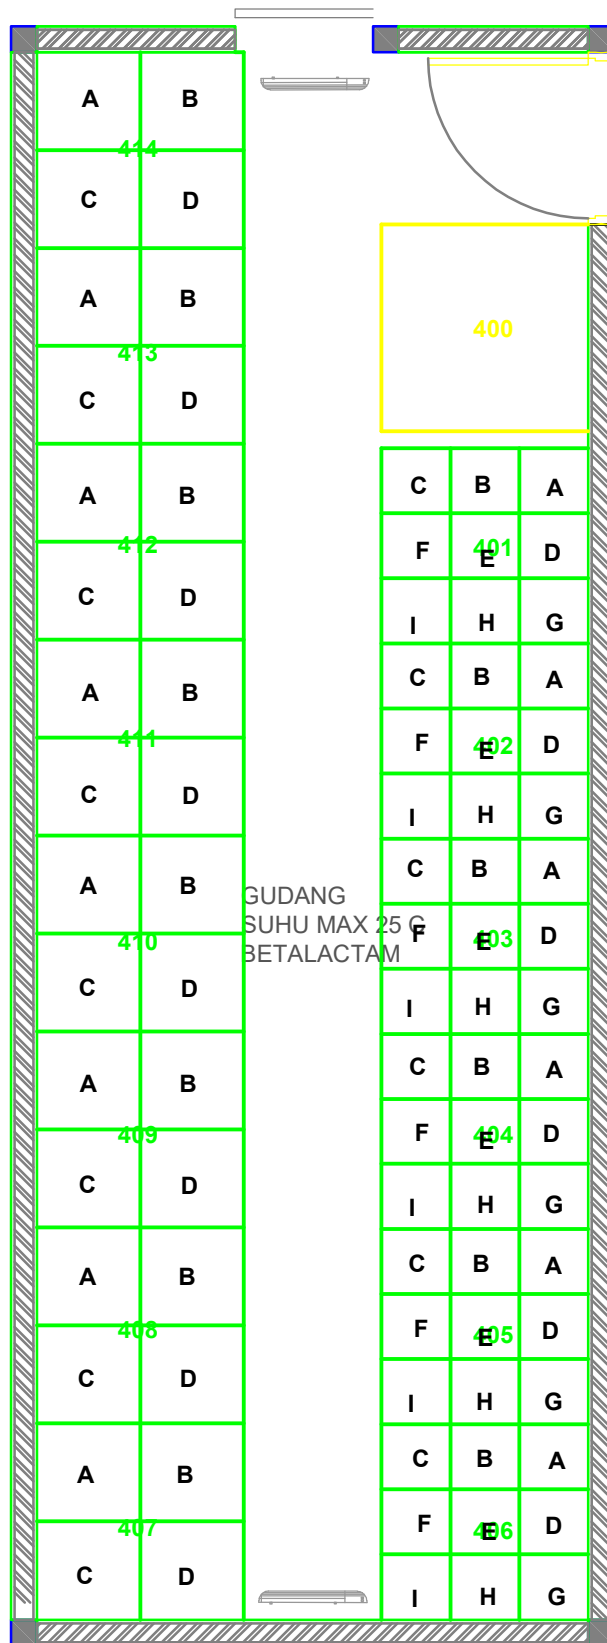 A B
414
C D
A B
413
C D
A B
412
C D
A B
411
C D
A B
410
C D
A B
409
C D
A B
408
C D
A B
407
C D
GUDANG
SUHU MAX 25 C
BETALACTAM
400
C B A
401
F E D
I H G
C B A
402
F E D
I H G
C B A
403
F E D
I H G
C B A
404
F E D
I H G
C B A
405
F E D
I H G
C B A
406
F E D
I H G